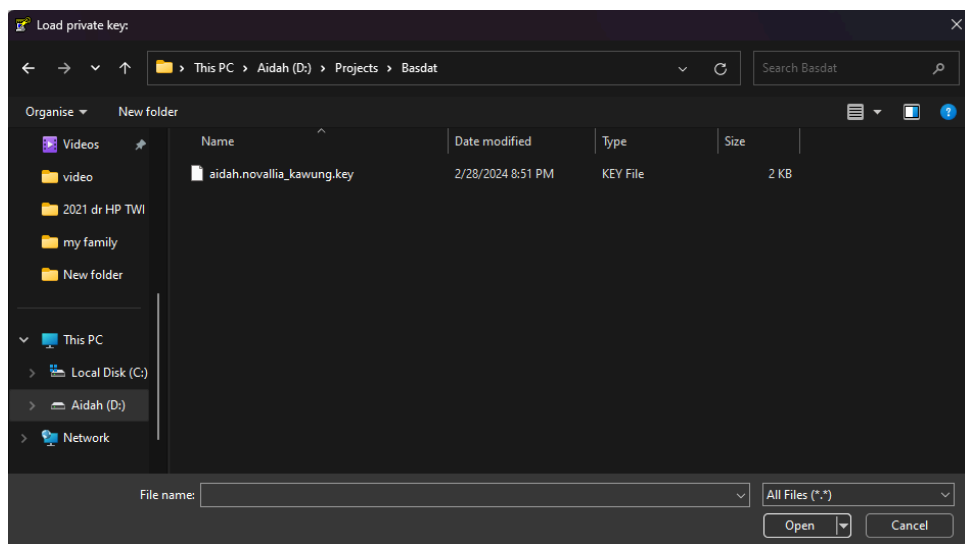 Load private key:
This PC > Aidah (D:) > Projects > Basdat
Search Basdat
Organise New folder
Name Date modified Type Size
Videos
video
2021 dr HP TWI
my family
New folder
This PC
Local Disk (C:)
Aidah (D:)
Network
aidah.novallia_kawung.key 2/28/2024 8:51 PM KEY File 2 KB
File name:
All Files (*.*)
Open Cancel